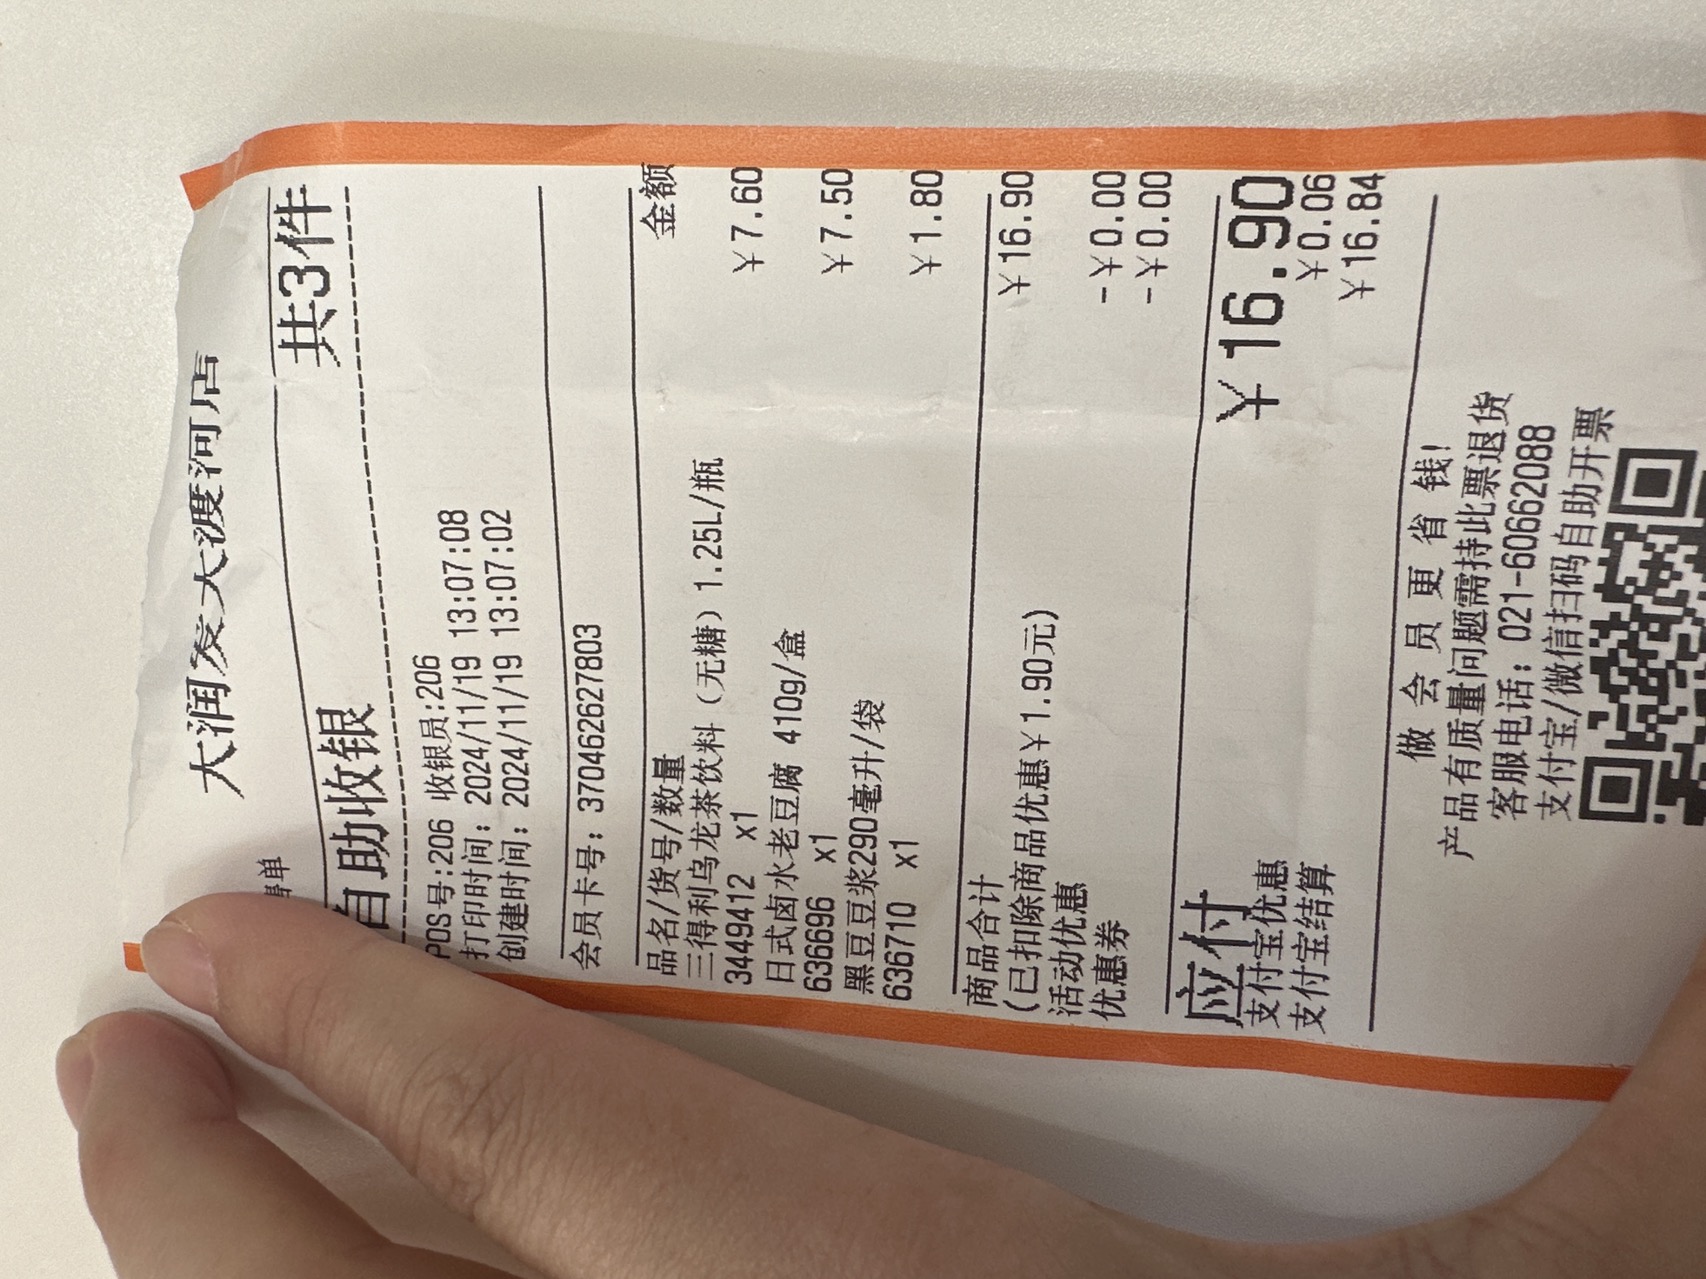 大润发大渡河店
售单
自助收银 共3件
POS号:206 收银员:206
打印时间: 2024/11/19 13:07:08
创建时间: 2024/11/19 13:07:02
会员卡号: 3704626267803
品名/货号/数量 金额
三得利乌龙茶饮料（无糖）1.25L/瓶
3449412 x1 ￥7.60
日式卤水老豆腐 410g/盒
636696 x1 ￥7.50
黑豆豆浆290毫升/袋
636710 x1 ￥1.80
商品合计 ￥16.90
(已扣除商品优惠￥1.90元)
活动优惠 -￥0.00
优惠券 -￥0.00
应付 ￥16.90
支付宝优惠 ￥0.06
支付宝结算 ￥16.84
做会员更省钱!
产品有质量问题需持此票退货
客服电话: 021-60662088
支付宝/微信扫码自助开票